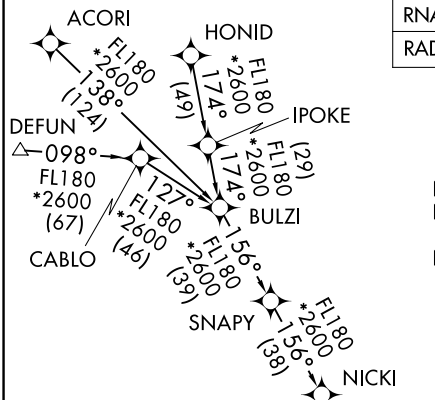 ACORI
HONID
RNA
RAD
FL180
*2600
138°
(124)
FL180
*2600
174°
(49)
IPOKE
DEFUN
098°
FL180
*2600
(67)
(29)
FL180
*2600
174°
127°
FL180
*2600
(46)
BULZI
CABLO
156°
FL180
*2600
(39)
SNAPY
FL180
*2600
156°
(38)
NICKI